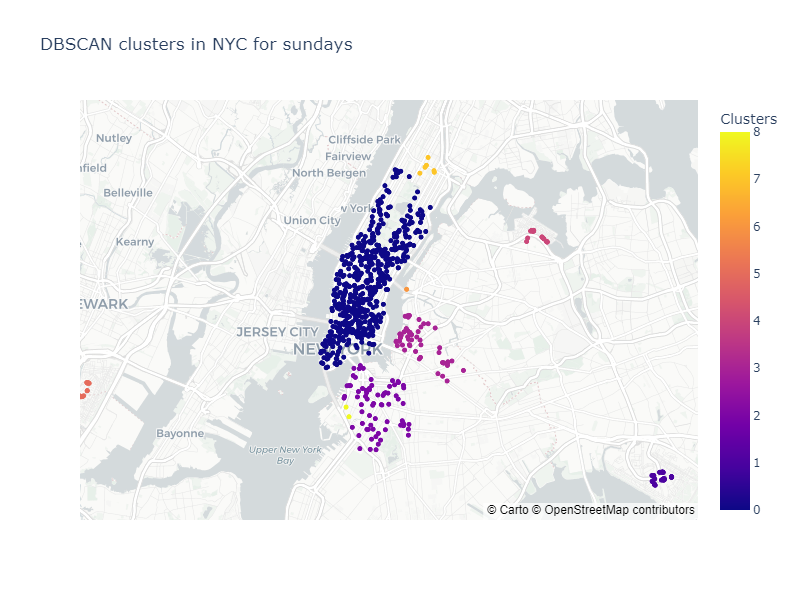 DBSCAN clusters in NYC for sundays
Clusters
8
7
6
5
4
3
2
1
0
Nutley
Cliffside Park
Fairview
nfield
North Bergen
Belleville
w York
Union City
Kearny
EWARK
JERSEY CITY
NEW YORK
Bayonne
Upper New York
Bay
© Carto © OpenStreetMap contributors